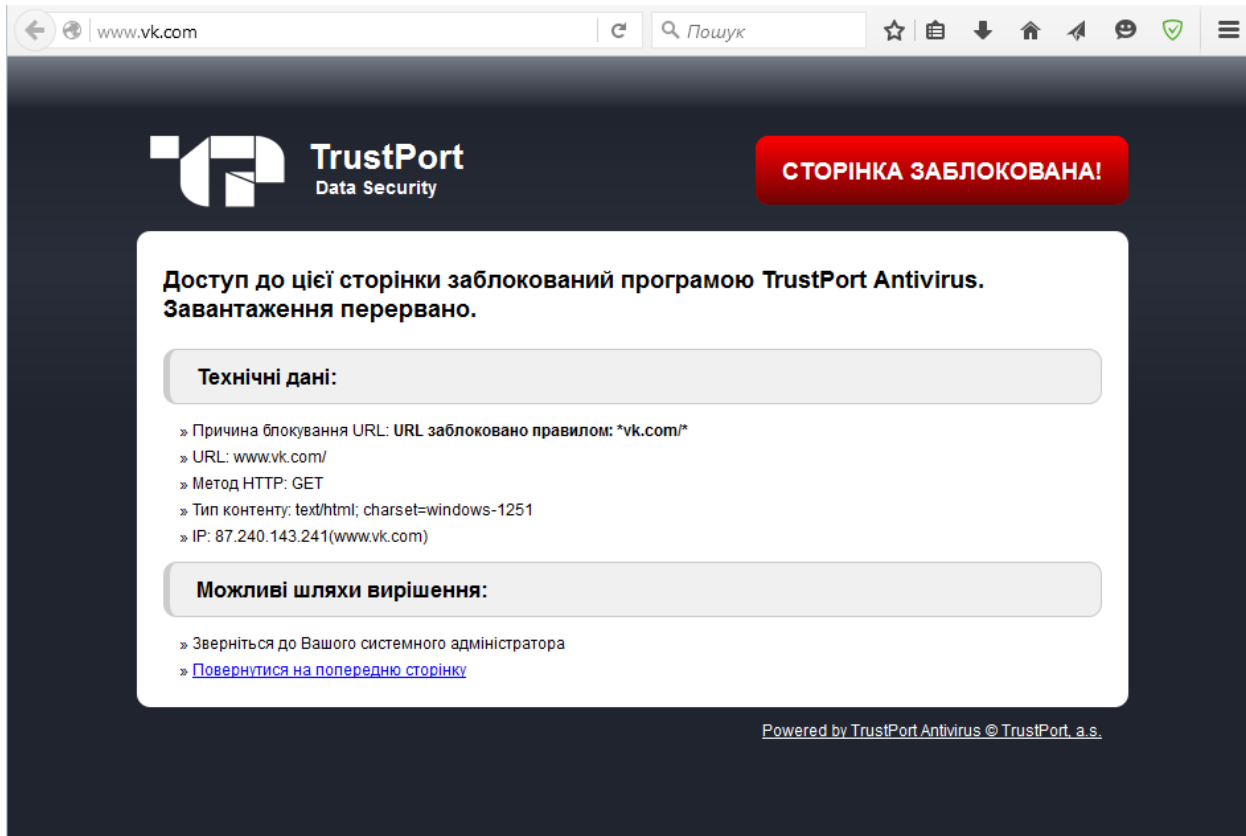 www.vk.com
Пошук
TrustPort
Data Security
СТОРІНКА ЗАБЛОКОВАНА!
Доступ до цієї сторінки заблокований програмою TrustPort Antivirus.
Завантаження перервано.
Технічні дані:
» Причина блокування URL: URL заблоковано правилом: *vk.com/*
» URL: www.vk.com/
» Метод HTTP: GET
» Тип контенту: text/html; charset=windows-1251
» IP: 87.240.143.241(www.vk.com)
Можливі шляхи вирішення:
» Зверніться до Вашого системного адміністратора
» Повернутися на попередню сторінку
Powered by TrustPort Antivirus © TrustPort, a.s.